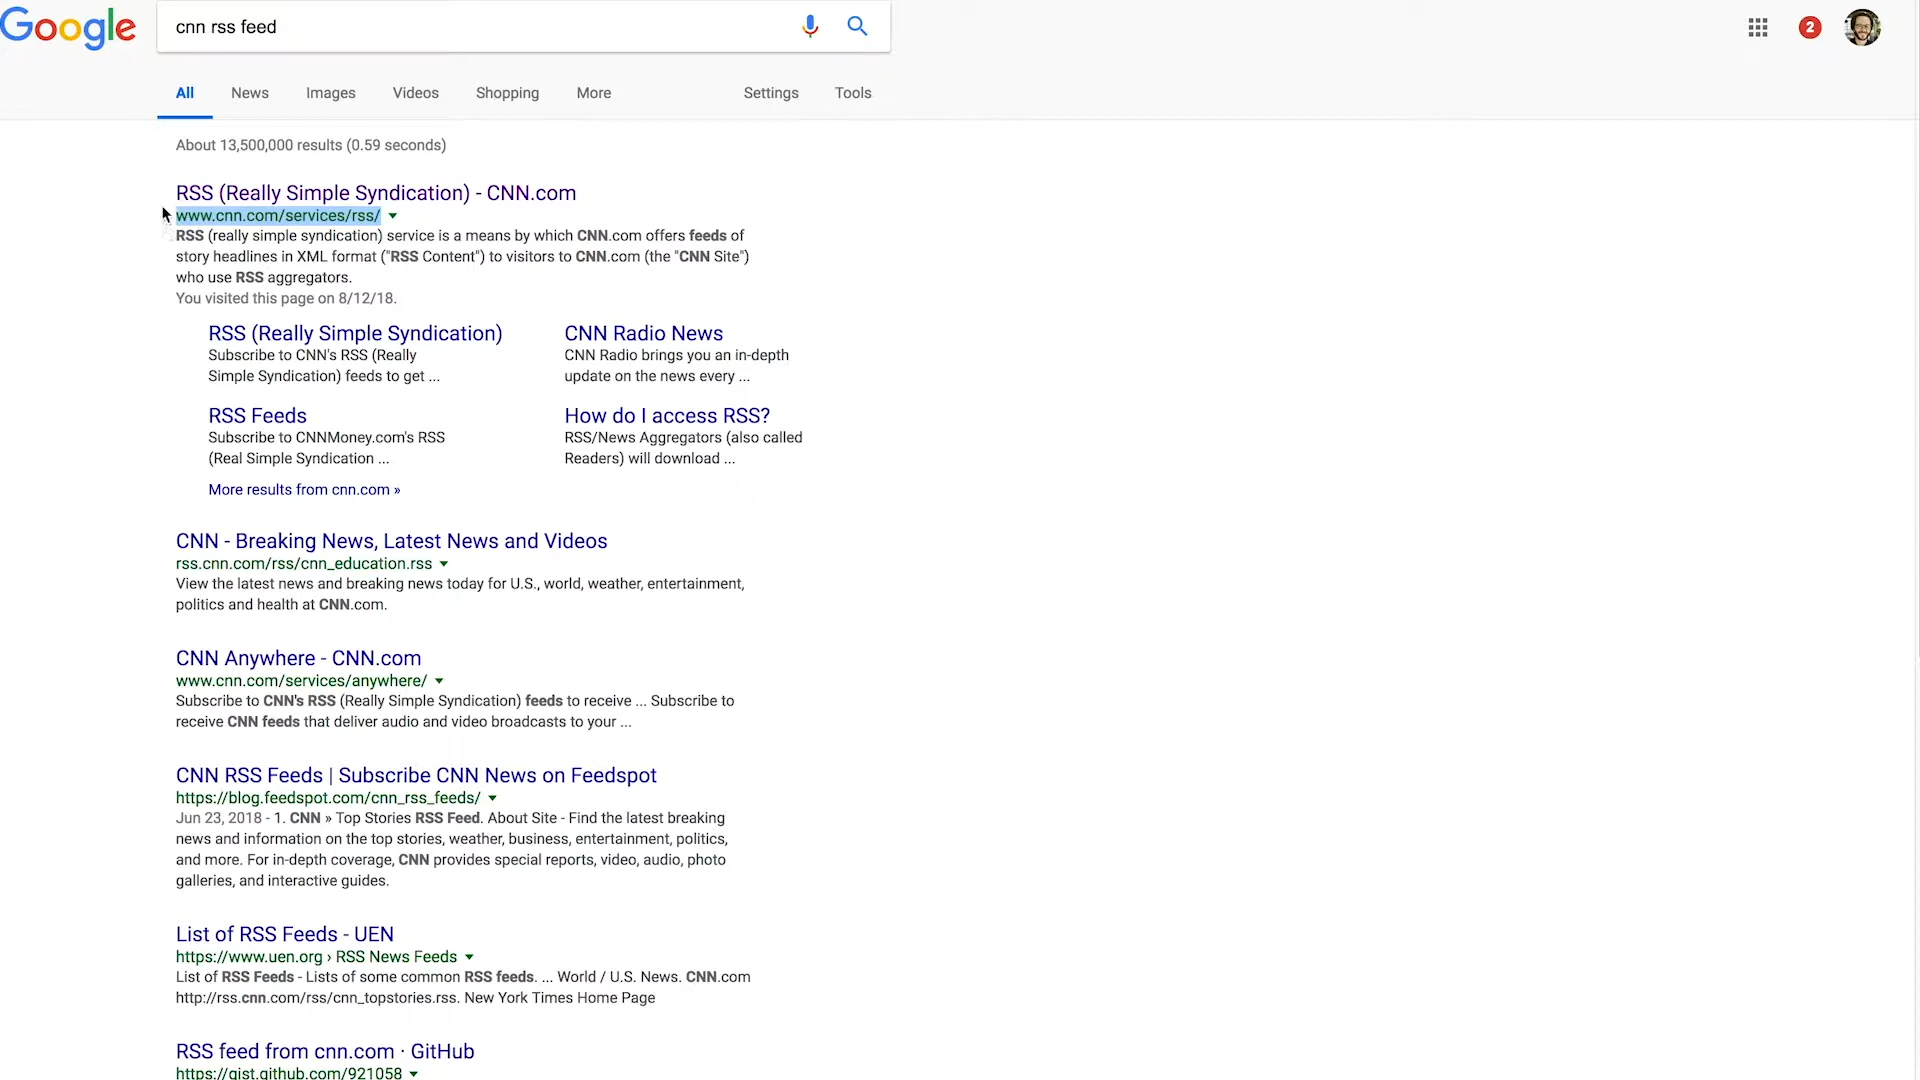 Google
cnn rss feed
2
All News Images Videos Shopping More Settings Tools
About 13,500,000 results (0.59 seconds)
RSS (Really Simple Syndication) - CNN.com
www.cnn.com/services/rss/
RSS (really simple syndication) service is a means by which CNN.com offers feeds of
story headlines in XML format ("RSS Content") to visitors to CNN.com (the "CNN Site")
who use RSS aggregators.
You visited this page on 8/12/18.
RSS (Really Simple Syndication)
Subscribe to CNN's RSS (Really
Simple Syndication) feeds to get ...
CNN Radio News
CNN Radio brings you an in-depth
update on the news every ...
RSS Feeds
Subscribe to CNNMoney.com's RSS
(Real Simple Syndication ...
How do I access RSS?
RSS/News Aggregators (also called
Readers) will download ...
More results from cnn.com »
CNN - Breaking News, Latest News and Videos
rss.cnn.com/rss/cnn_education.rss
View the latest news and breaking news today for U.S., world, weather, entertainment,
politics and health at CNN.com.
CNN Anywhere - CNN.com
www.cnn.com/services/anywhere/
Subscribe to CNN's RSS (Really Simple Syndication) feeds to receive ... Subscribe to
receive CNN feeds that deliver audio and video broadcasts to your ...
CNN RSS Feeds | Subscribe CNN News on Feedspot
https://blog.feedspot.com/cnn_rss_feeds/
Jun 23, 2018 - 1. CNN » Top Stories RSS Feed. About Site - Find the latest breaking
news and information on the top stories, weather, business, entertainment, politics,
and more. For in-depth coverage, CNN provides special reports, video, audio, photo
galleries, and interactive guides.
List of RSS Feeds - UEN
https://www.uen.org › RSS News Feeds
List of RSS Feeds - Lists of some common RSS feeds. ... World / U.S. News. CNN.com
http://rss.cnn.com/rss/cnn_topstories.rss. New York Times Home Page
RSS feed from cnn.com · GitHub
https://gist.github.com/921058